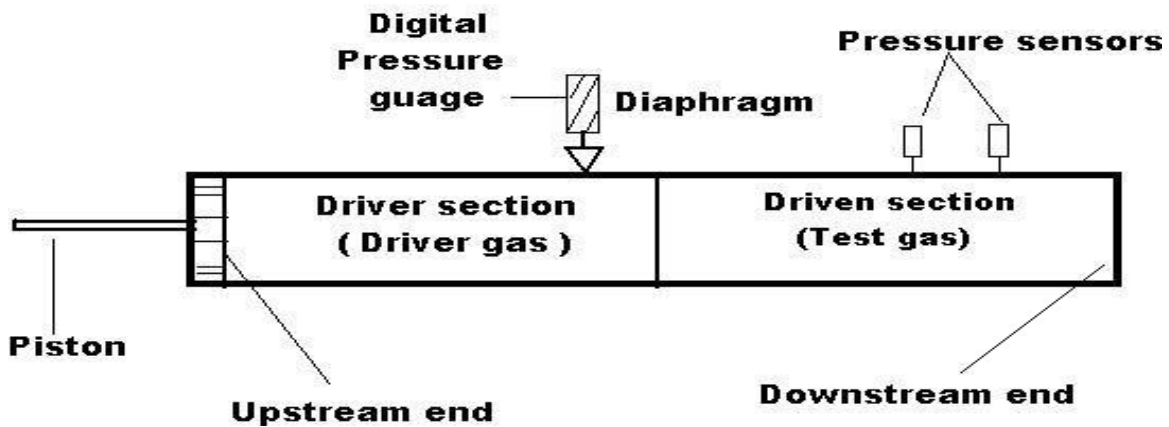 Digital
Pressure
guage
Diaphragm
Pressure sensors
Driver section
( Driver gas )
Driven section
(Test gas)
Piston
Upstream end
Downstream end